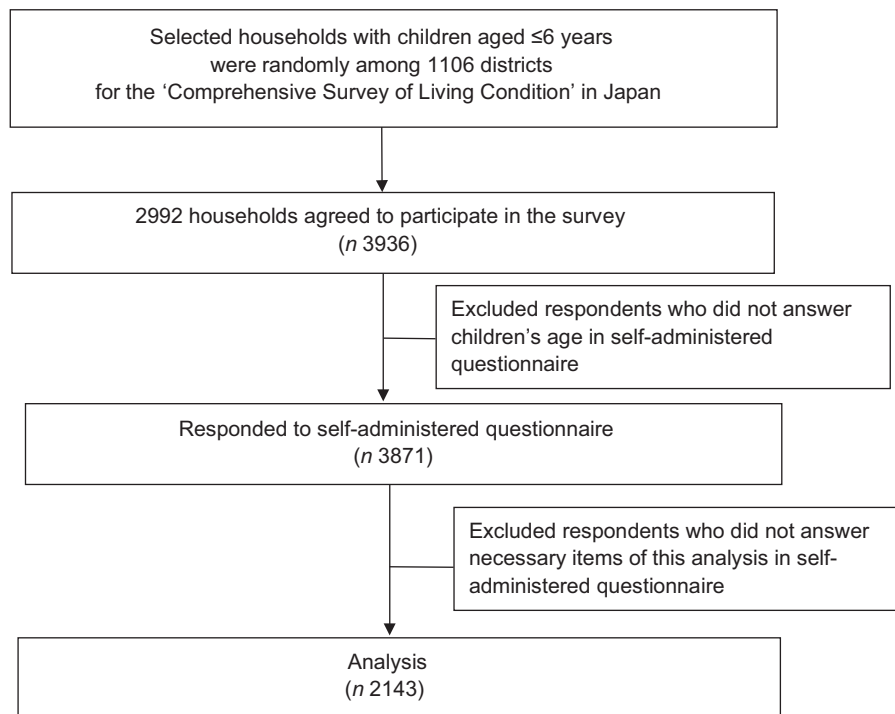 Selected households with children aged ≤6 years
were randomly among 1106 districts
for the ‘Comprehensive Survey of Living Condition’ in Japan
2992 households agreed to participate in the survey
(n 3936)
Excluded respondents who did not answer
children’s age in self-administered
questionnaire
Responded to self-administered questionnaire
(n 3871)
Excluded respondents who did not answer
necessary items of this analysis in self-
administered questionnaire
Analysis
(n 2143)